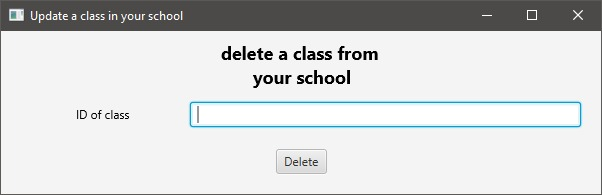 Update a class in your school
delete a class from
your school
ID of class
Delete